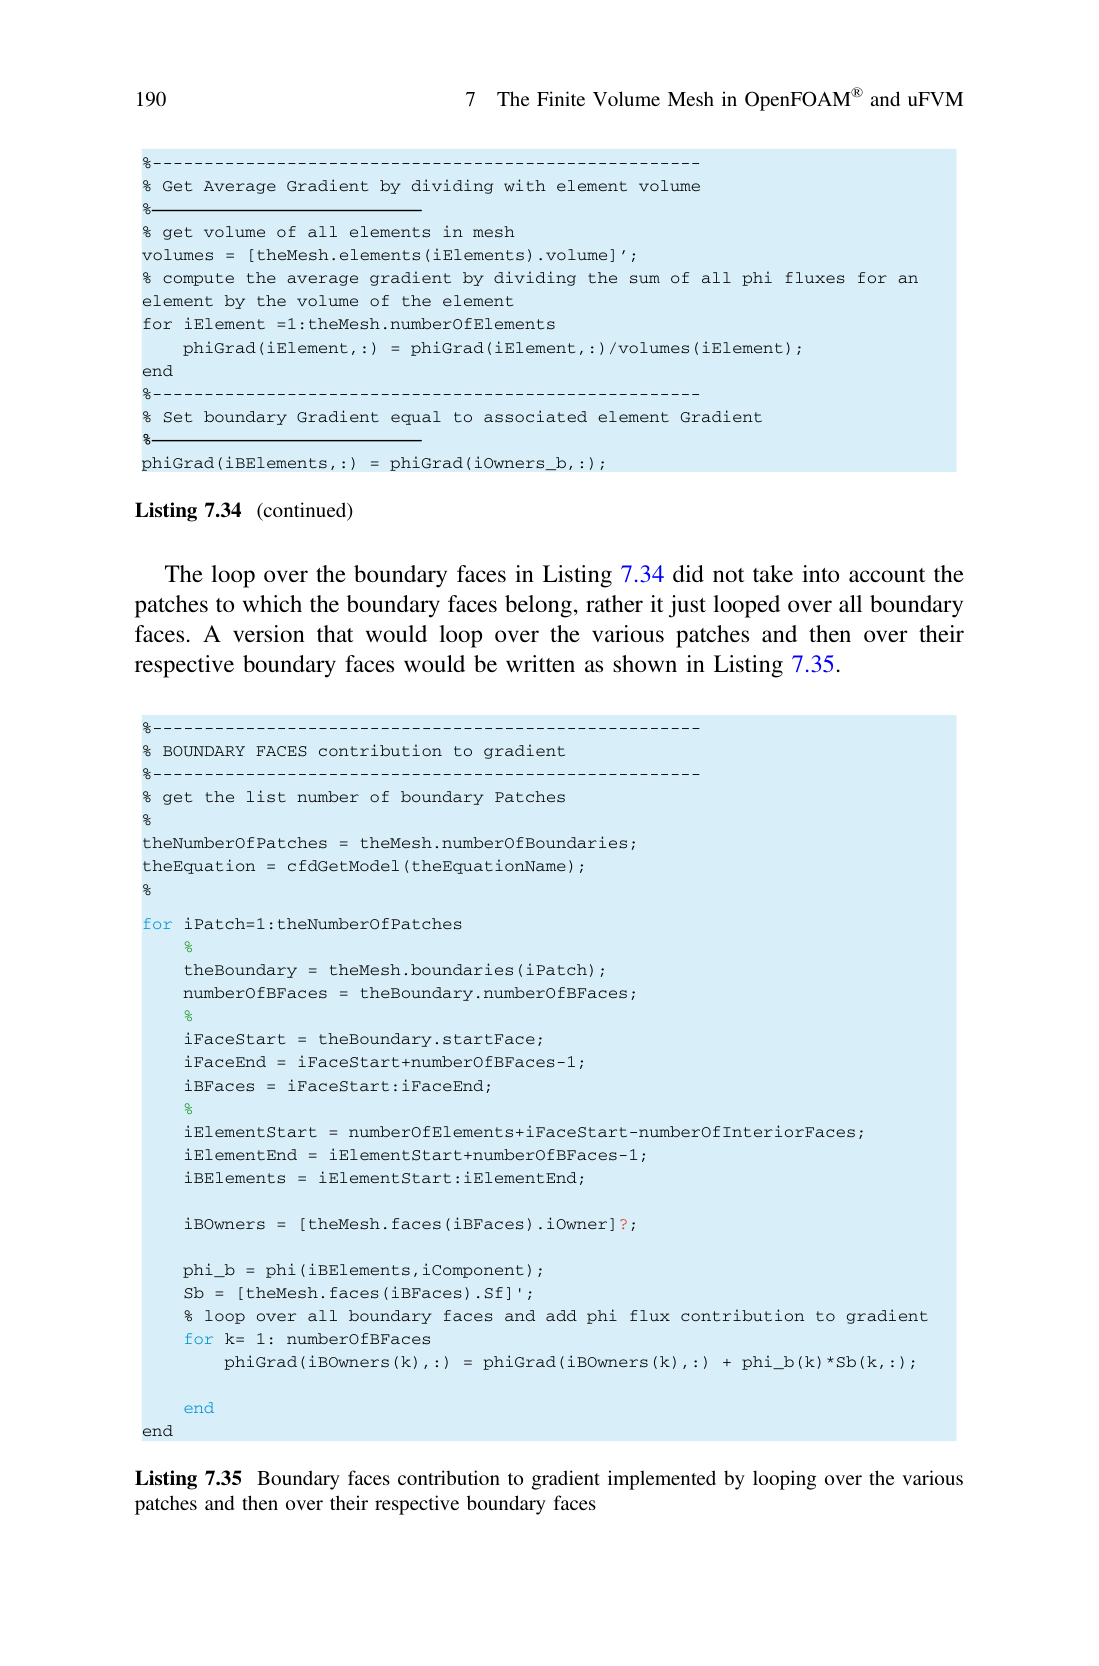 190 7 The Finite Volume Mesh in OpenFOAM® and uFVM
%-----------------------------------------------------
% Get Average Gradient by dividing with element volume
%——————————————————————————
% get volume of all elements in mesh
volumes = [theMesh.elements(iElements).volume]’;
% compute the average gradient by dividing the sum of all phi fluxes for an
element by the volume of the element
for iElement =1:theMesh.numberOfElements
    phiGrad(iElement,:) = phiGrad(iElement,:)/volumes(iElement);
end
%-----------------------------------------------------
% Set boundary Gradient equal to associated element Gradient
%——————————————————————————
phiGrad(iBElements,:) = phiGrad(iOwners_b,:);
Listing 7.34 (continued)
The loop over the boundary faces in Listing 7.34 did not take into account the
patches to which the boundary faces belong, rather it just looped over all boundary
faces. A version that would loop over the various patches and then over their
respective boundary faces would be written as shown in Listing 7.35.
%-----------------------------------------------------
% BOUNDARY FACES contribution to gradient
%-----------------------------------------------------
% get the list number of boundary Patches
%
theNumberOfPatches = theMesh.numberOfBoundaries;
theEquation = cfdGetModel(theEquationName);
%
for iPatch=1:theNumberOfPatches
    %
    theBoundary = theMesh.boundaries(iPatch);
    numberOfBFaces = theBoundary.numberOfBFaces;
    %
    iFaceStart = theBoundary.startFace;
    iFaceEnd = iFaceStart+numberOfBFaces-1;
    iBFaces = iFaceStart:iFaceEnd;
    %
    iElementStart = numberOfElements+iFaceStart-numberOfInteriorFaces;
    iElementEnd = iElementStart+numberOfBFaces-1;
    iBElements = iElementStart:iElementEnd;
    iBOwners = [theMesh.faces(iBFaces).iOwner]?;
    phi_b = phi(iBElements,iComponent);
    Sb = [theMesh.faces(iBFaces).Sf]';
    % loop over all boundary faces and add phi flux contribution to gradient
    for k= 1: numberOfBFaces
        phiGrad(iBOwners(k),:) = phiGrad(iBOwners(k),:) + phi_b(k)*Sb(k,:);
    end
end
Listing 7.35 Boundary faces contribution to gradient implemented by looping over the various
patches and then over their respective boundary faces